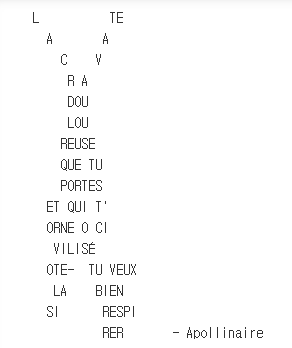 L TE
A A
C V
R A
DOU
LOU
REUSE
QUE TU
PORTES
ET QUI T'
ORNE O CI
VILISÉ
OTE- TU VEUX
LA BIEN
SI RESPI
RER - Apollinaire